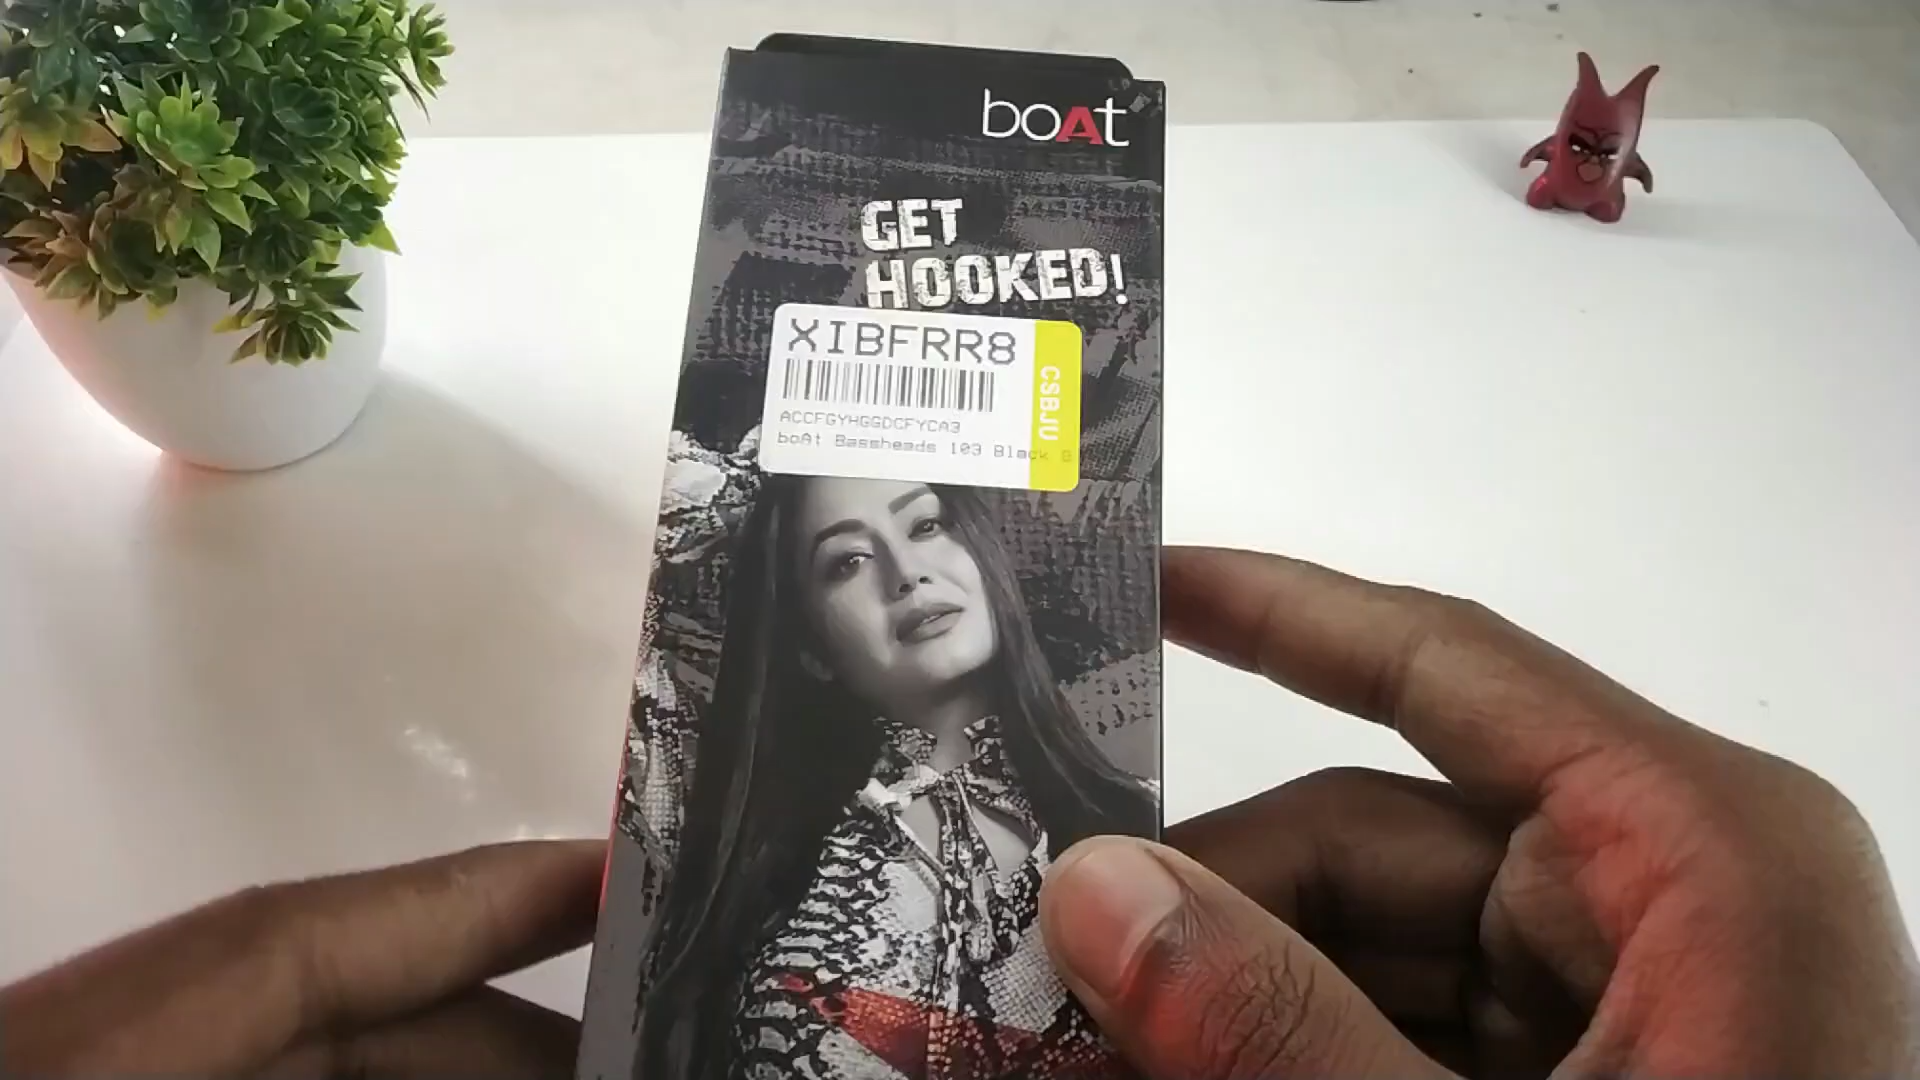 boAt
GET
HOOKED!
XIBFRR8
CSBJU
ACCFGYHGGDCFYCA3
boAt Bassheads 103 Black B